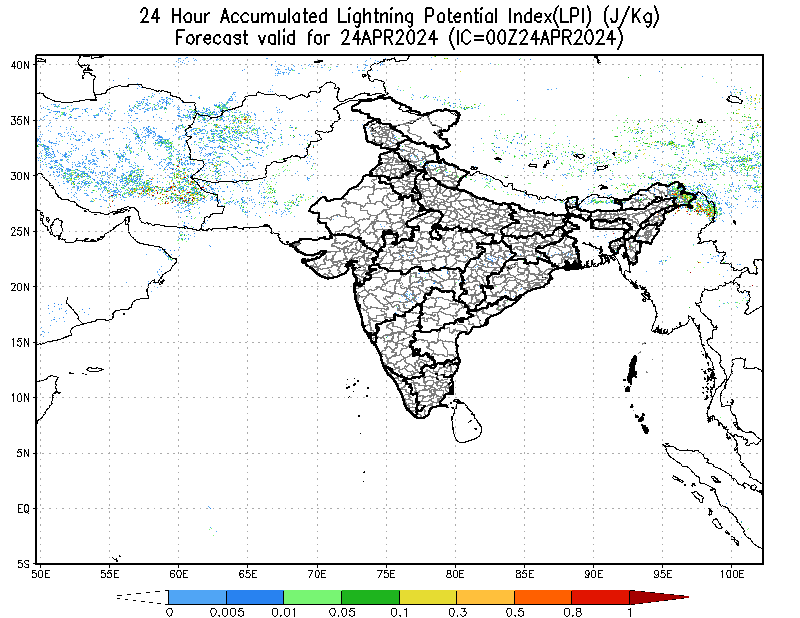 24 Hour Accumulated Lightning Potential Index(LPI) (J/Kg)
Forecast valid for 24APR2024 (IC=00Z24APR2024)
40N
35N
30N
25N
20N
15N
10N
5N
EQ
5S
50E 55E 60E 65E 70E 75E 80E 85E 90E 95E 100E
0 0.005 0.01 0.05 0.1 0.3 0.5 0.8 1